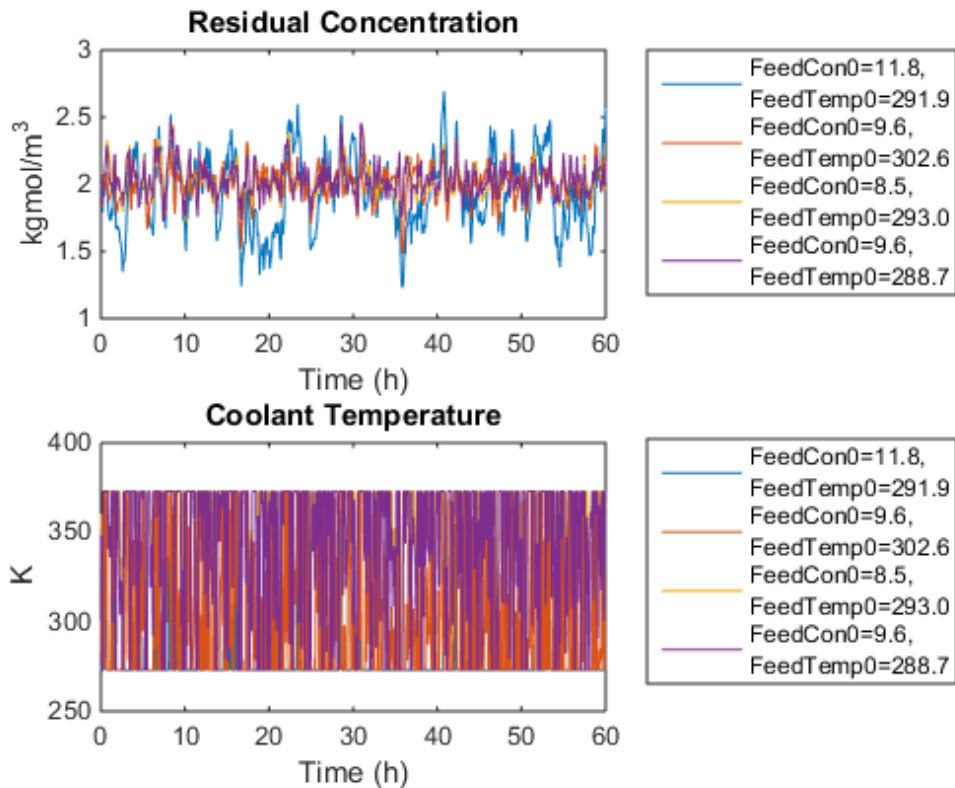 Residual Concentration
3
2.5
2
1.5
1
kgmol/m³
0
10
20
30
40
50
60
Time (h)
FeedCon0=11.8,
FeedTemp0=291.9
FeedCon0=9.6,
FeedTemp0=302.6
FeedCon0=8.5,
FeedTemp0=293.0
FeedCon0=9.6,
FeedTemp0=288.7
Coolant Temperature
400
350
300
250
K
0
10
20
30
40
50
60
Time (h)
FeedCon0=11.8,
FeedTemp0=291.9
FeedCon0=9.6,
FeedTemp0=302.6
FeedCon0=8.5,
FeedTemp0=293.0
FeedCon0=9.6,
FeedTemp0=288.7